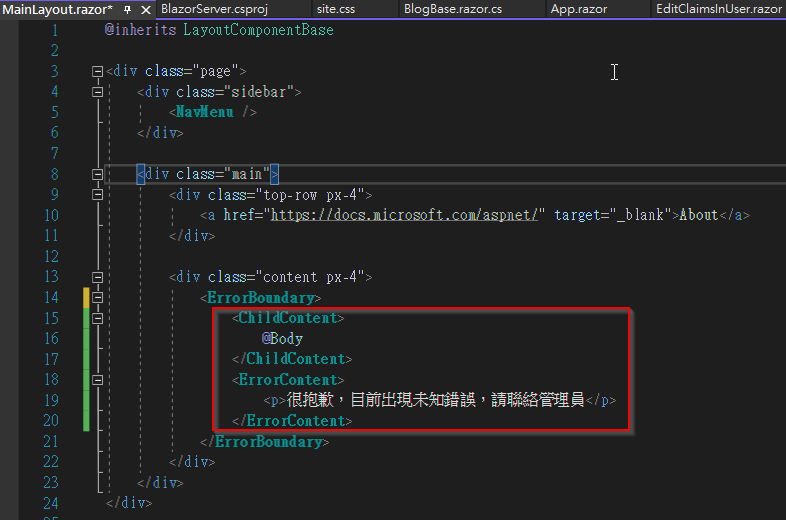 MainLayout.razor* BlazorServer.csproj site.css BlogBase.razor.cs App.razor EditClaimsInUser.razor
1 @inherits LayoutComponentBase
2
3 <div class="page">
4 <div class="sidebar">
5 <NavMenu />
6 </div>
7
8 <div class="main">
9 <div class="top-row px-4">
10 <a href="https://docs.microsoft.com/aspnet/" target="_blank">About</a>
11 </div>
12
13 <div class="content px-4">
14 <ErrorBoundary>
15 <ChildContent>
16 @Body
17 </ChildContent>
18 <ErrorContent>
19 <p>很抱歉，目前出現未知錯誤，請聯絡管理員</p>
20 </ErrorContent>
21 </ErrorBoundary>
22 </div>
23 </div>
24 </div>